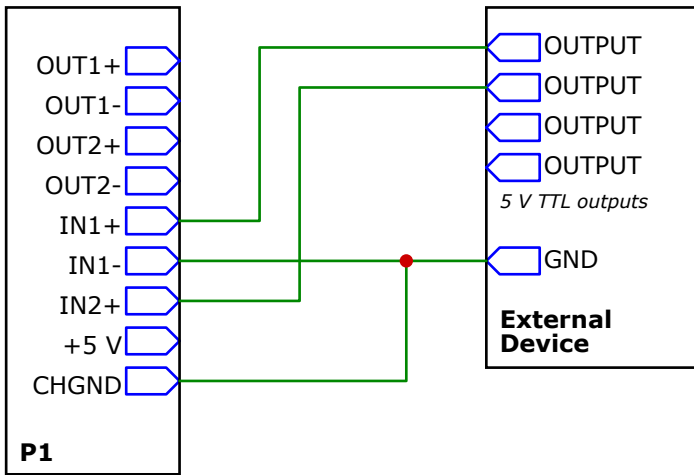 OUT1+
OUT1-
OUT2+
OUT2-
IN1+
IN1-
IN2+
+5 V
CHGND
P1
OUTPUT
OUTPUT
OUTPUT
OUTPUT
5 V TTL outputs
GND
External
Device